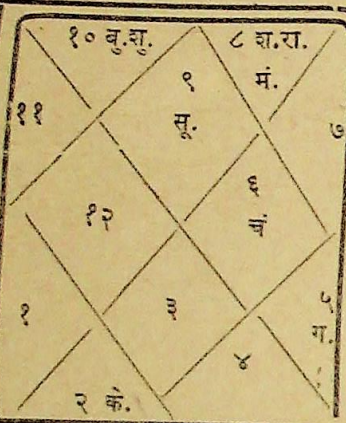 १० बु.शु.
८ श.रा.
मं.
९
सू.
११
७
६
चं
१२
१
३
५
ग.
४
२ के.